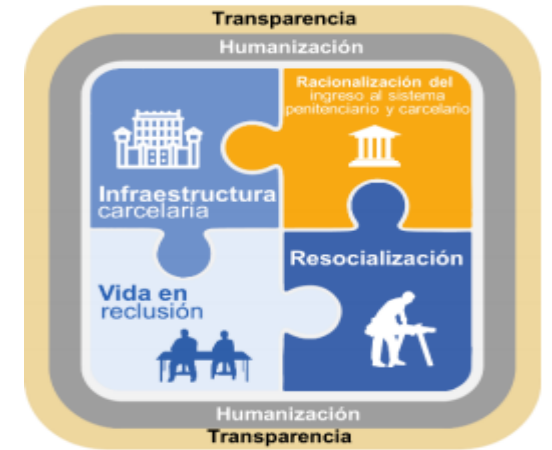 Transparencia
Humanización
Racionalización del
ingreso al sistema
penitenciario y carcelario
Infraestructura
carcelaria
Resocialización
Vida en
reclusión
Humanización
Transparencia